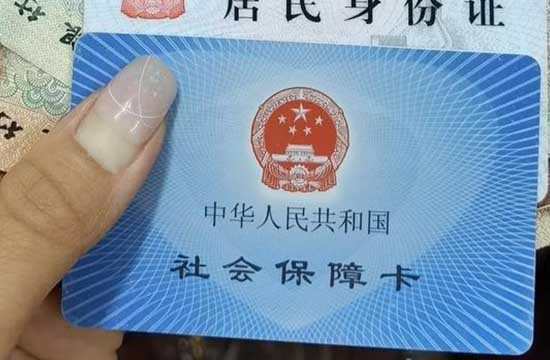 居民身份证
中华人民共和国
社会保障卡